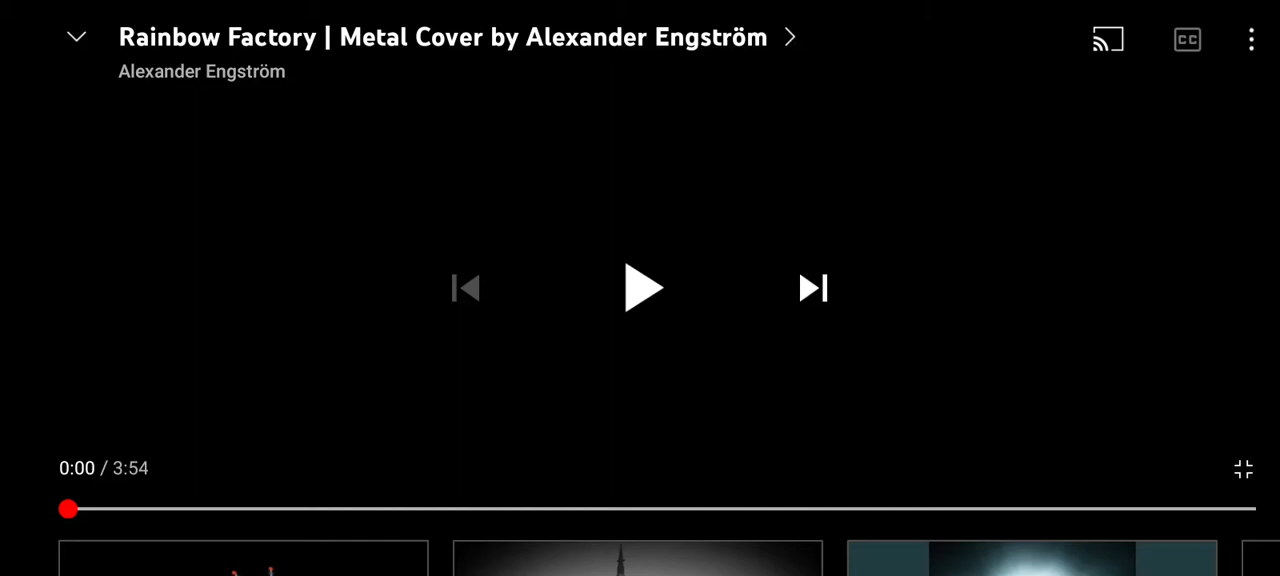 Rainbow Factory | Metal Cover by Alexander Engström
Alexander Engström
CC
0:00 / 3:54